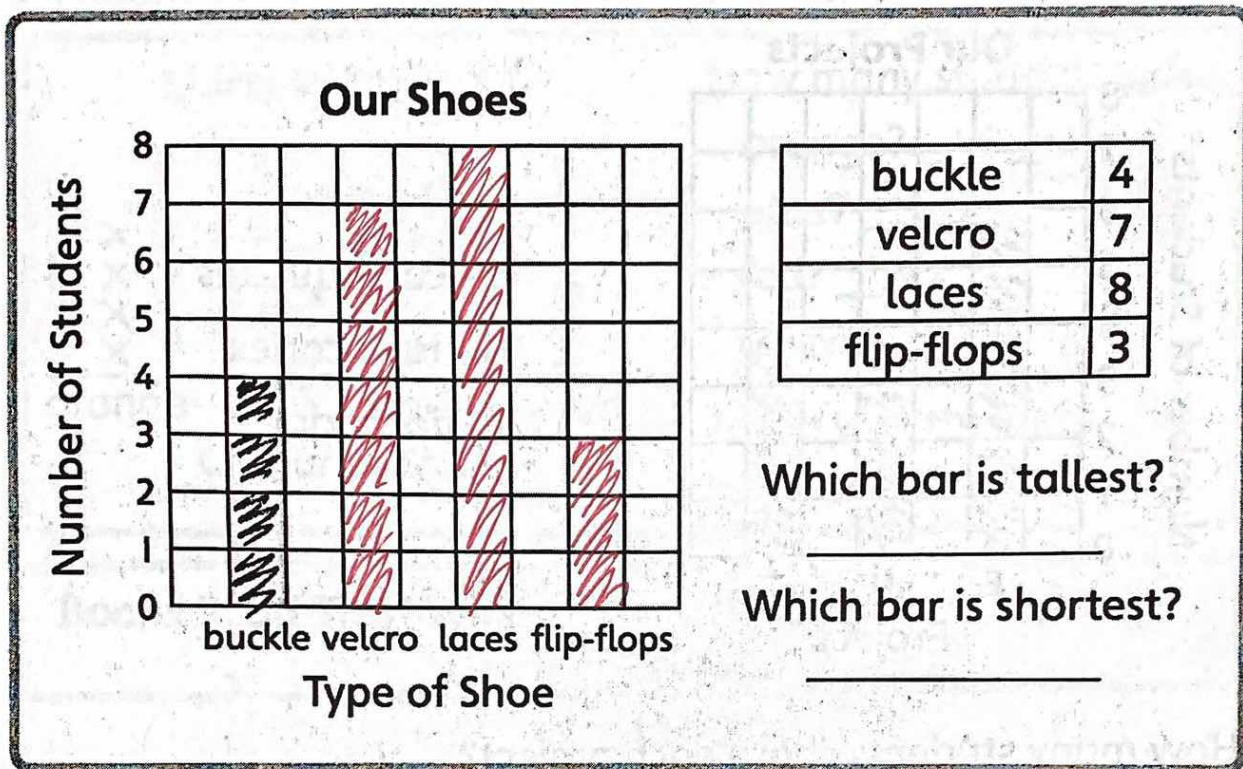 Our Shoes
8
7
6
5
4
3
2
1
0
Number of Students
buckle velcro laces flip-flops
Type of Shoe
buckle 4
velcro 7
laces 8
flip-flops 3
Which bar is tallest?
Which bar is shortest?